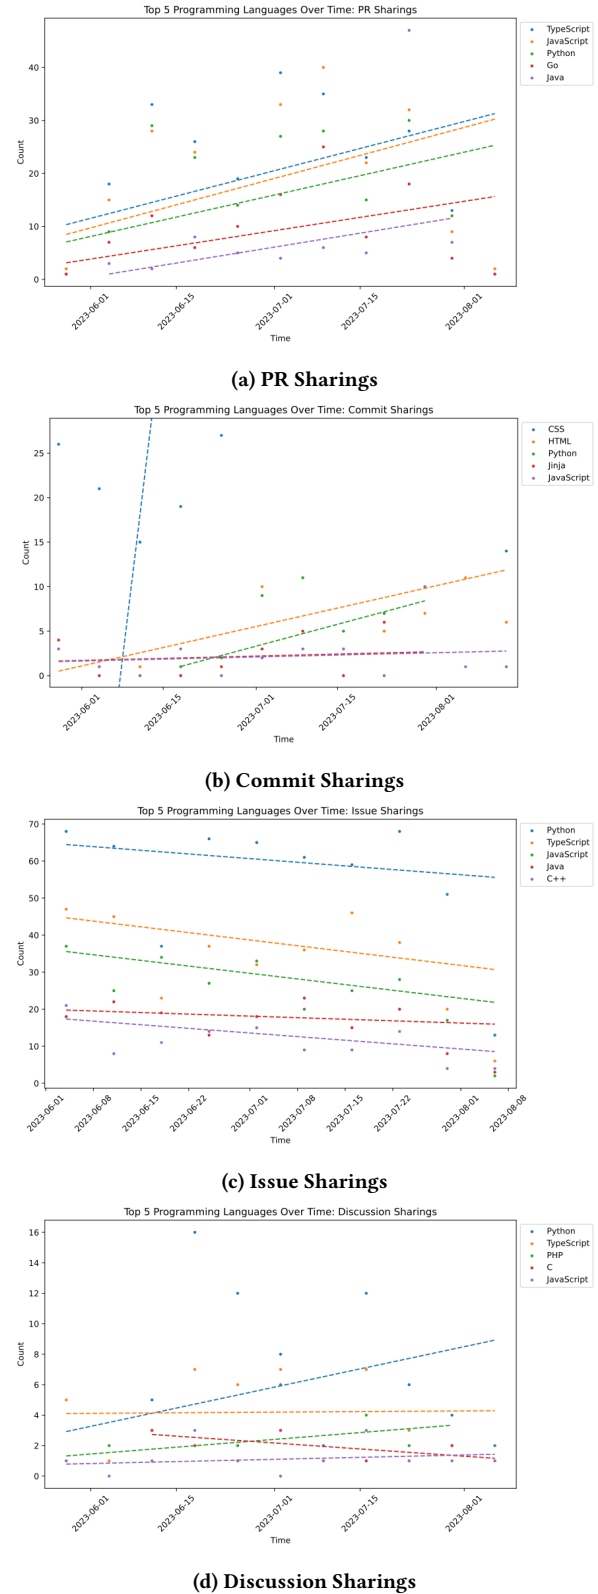 Top 5 Programming Languages Over Time: PR Sharings
TypeScript
JavaScript
Python
Go
Java
40
30
20
10
0
Count
2023-06-01
2023-06-15
2023-07-01
2023-07-15
2023-08-01
Time
(a) PR Sharings
Top 5 Programming Languages Over Time: Commit Sharings
CSS
HTML
Python
Jinja
JavaScript
25
20
15
10
5
0
Count
2023-06-01
2023-06-15
2023-07-01
2023-07-15
2023-08-01
Time
(b) Commit Sharings
Top 5 Programming Languages Over Time: Issue Sharings
Python
TypeScript
JavaScript
Java
C++
70
60
50
40
30
20
10
0
Count
2023-06-01
2023-06-08
2023-06-15
2023-06-22
2023-07-01
2023-07-08
2023-07-15
2023-07-22
2023-08-01
2023-08-08
Time
(c) Issue Sharings
Top 5 Programming Languages Over Time: Discussion Sharings
Python
TypeScript
PHP
C
JavaScript
16
14
12
10
8
6
4
2
0
Count
2023-06-01
2023-06-15
2023-07-01
2023-07-15
2023-08-01
Time
(d) Discussion Sharings